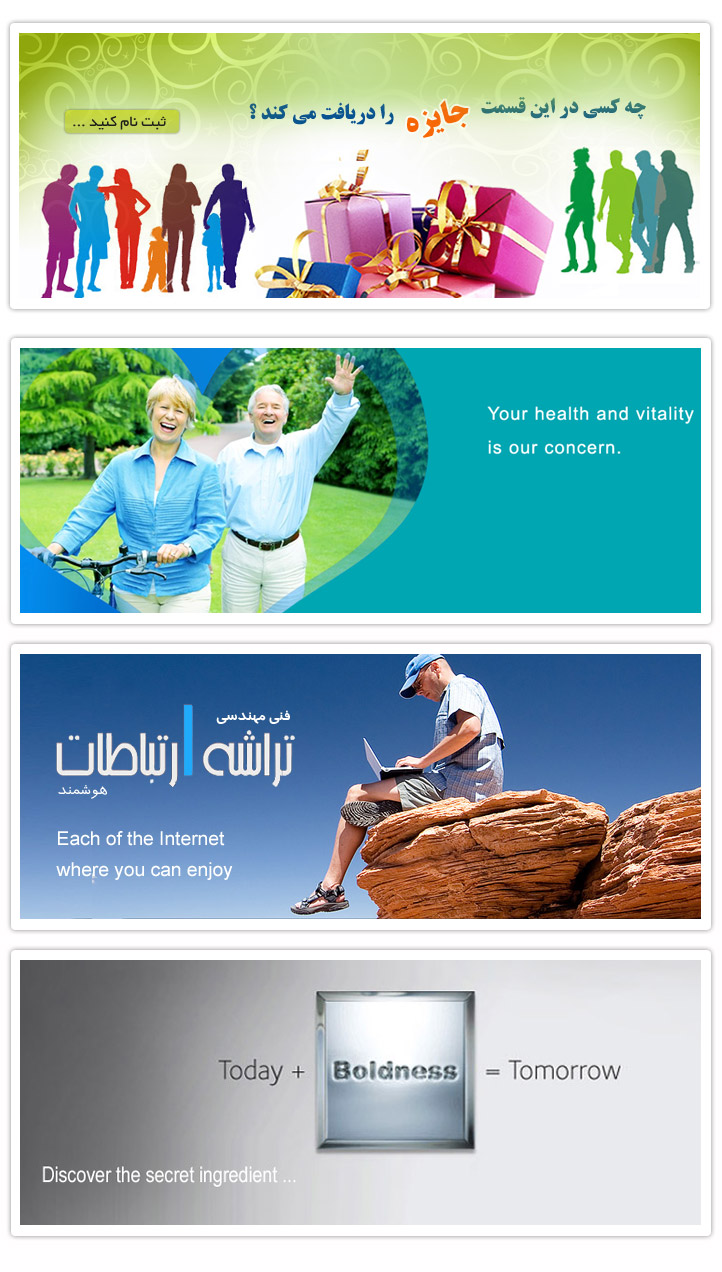 چه کسی در این قسمت جایزه را دریافت می کند ؟
ثبت نام کنید ...
Your health and vitality
is our concern.
فنی مهندسی
تراشه ارتباطات
هوشمند
Each of the Internet
where you can enjoy
Today + Boldness = Tomorrow
Discover the secret ingredient ...